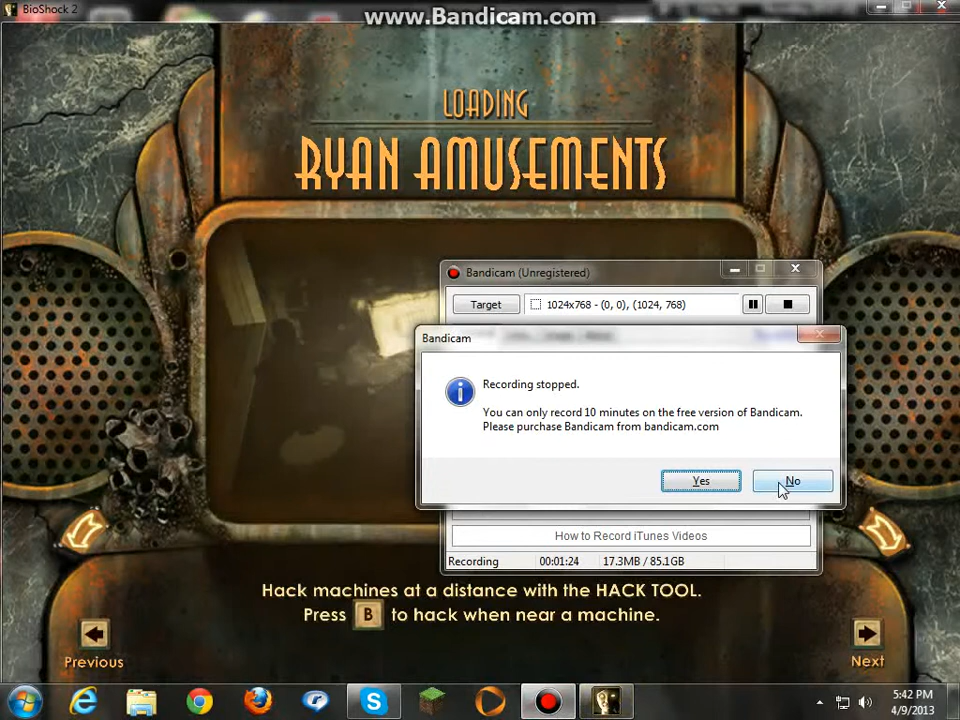 BioShock 2
www.Bandicam.com
LOADING
RYAN AMUSEMENTS
Bandicam (Unregistered)
Target
1024x768 - (0, 0), (1024, 768)
Bandicam
Recording stopped.
You can only record 10 minutes on the free version of Bandicam.
Please purchase Bandicam from bandicam.com
Yes
No
How to Record iTunes Videos
Recording 00:01:24 17.3MB / 85.1GB
Hack machines at a distance with the HACK TOOL.
Press B to hack when near a machine.
Previous
Next
5:42 PM
4/9/2013